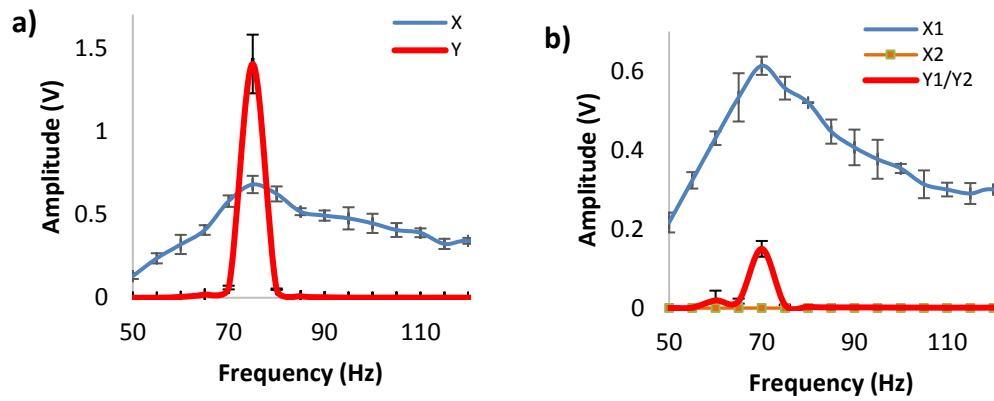 a)
X
Y
1.5
1
0.5
0
Amplitude (V)
50 70 90 110
Frequency (Hz)
b)
X1
X2
Y1/Y2
0.6
0.4
0.2
0
Amplitude (V)
50 70 90 110
Frequency (Hz)